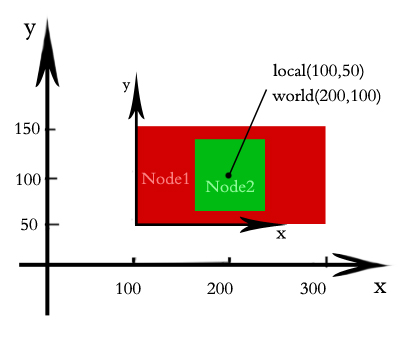 y
y
local(100,50)
world(200,100)
150
100
50
Node1
Node2
x
100
200
300
x